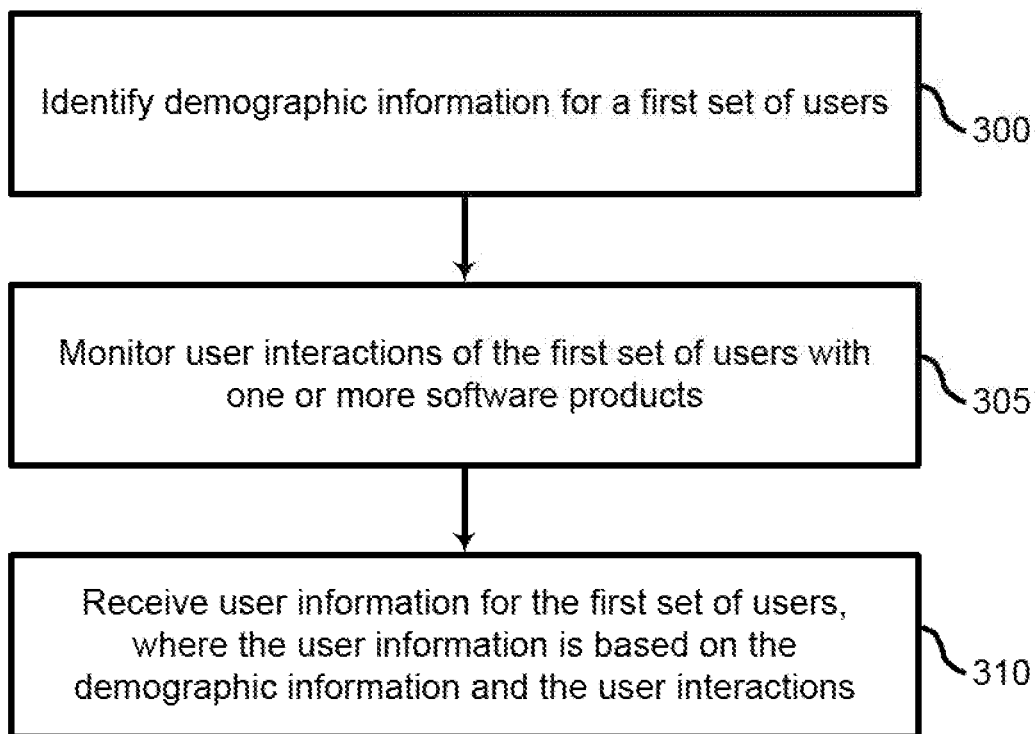 Identify demographic information for a first set of users
300
Monitor user interactions of the first set of users with
one or more software products
305
Receive user information for the first set of users,
where the user information is based on the
demographic information and the user interactions
310